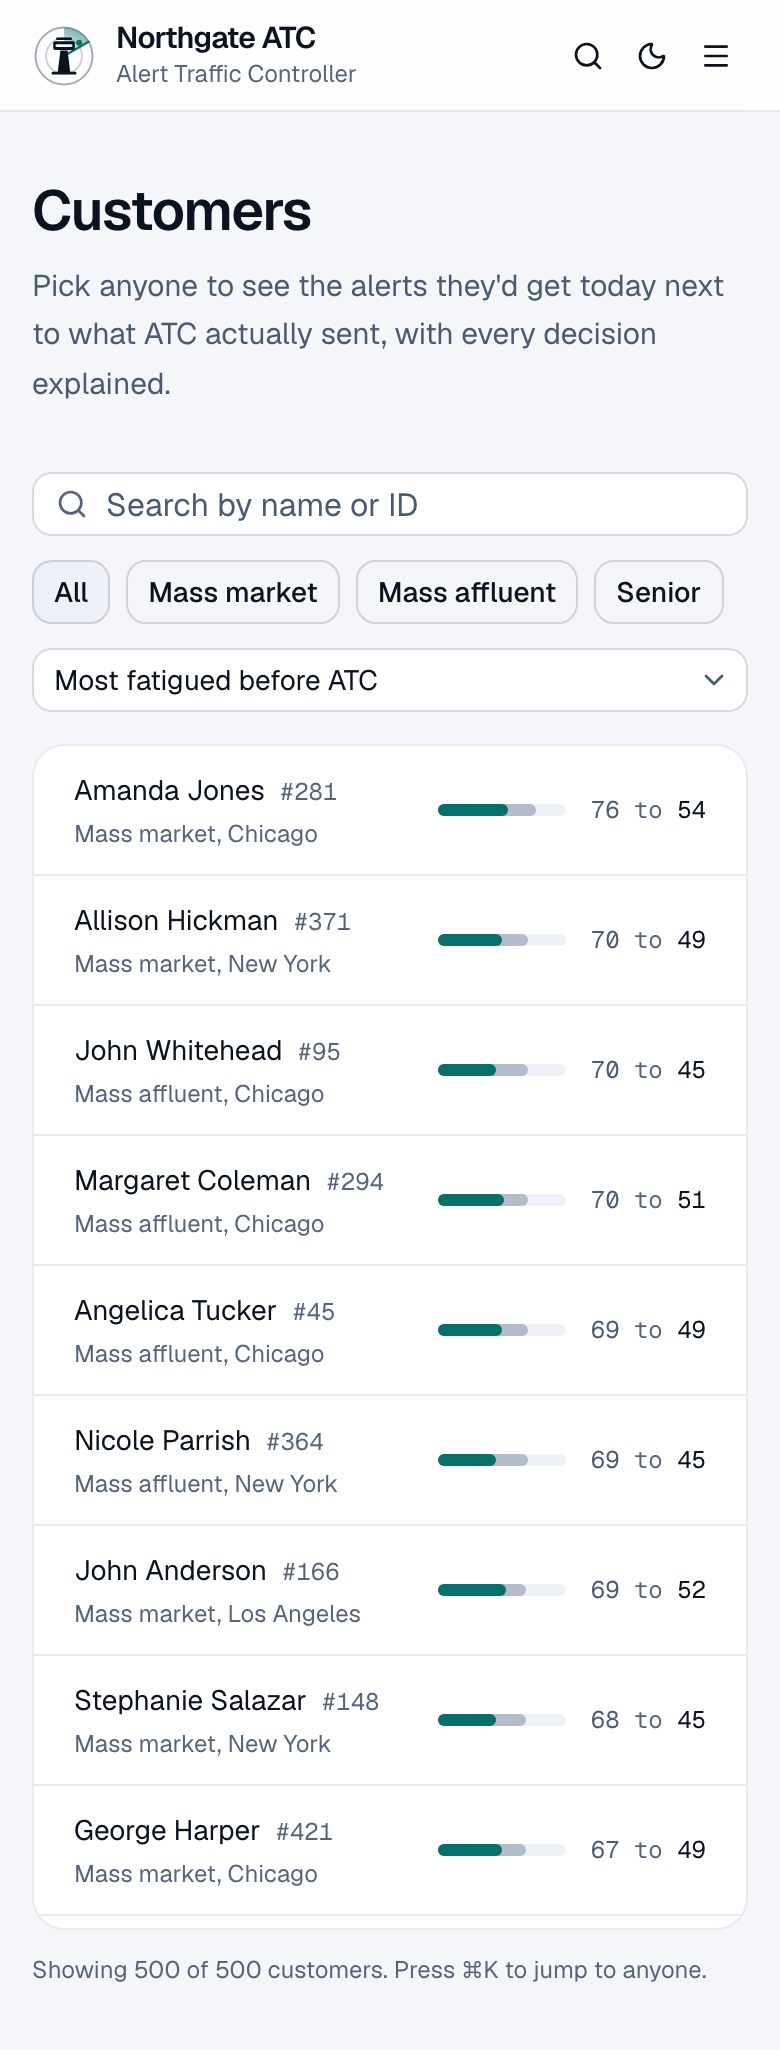 Northgate ATC
Alert Traffic Controller
Customers
Pick anyone to see the alerts they'd get today next
to what ATC actually sent, with every decision
explained.
Search by name or ID
All Mass market Mass affluent Senior
Most fatigued before ATC
Amanda Jones #281
Mass market, Chicago
76 to 54
Allison Hickman #371
Mass market, New York
70 to 49
John Whitehead #95
Mass affluent, Chicago
70 to 45
Margaret Coleman #294
Mass affluent, Chicago
70 to 51
Angelica Tucker #45
Mass affluent, Chicago
69 to 49
Nicole Parrish #364
Mass affluent, New York
69 to 45
John Anderson #166
Mass market, Los Angeles
69 to 52
Stephanie Salazar #148
Mass market, New York
68 to 45
George Harper #421
Mass market, Chicago
67 to 49
Showing 500 of 500 customers. Press ⌘K to jump to anyone.